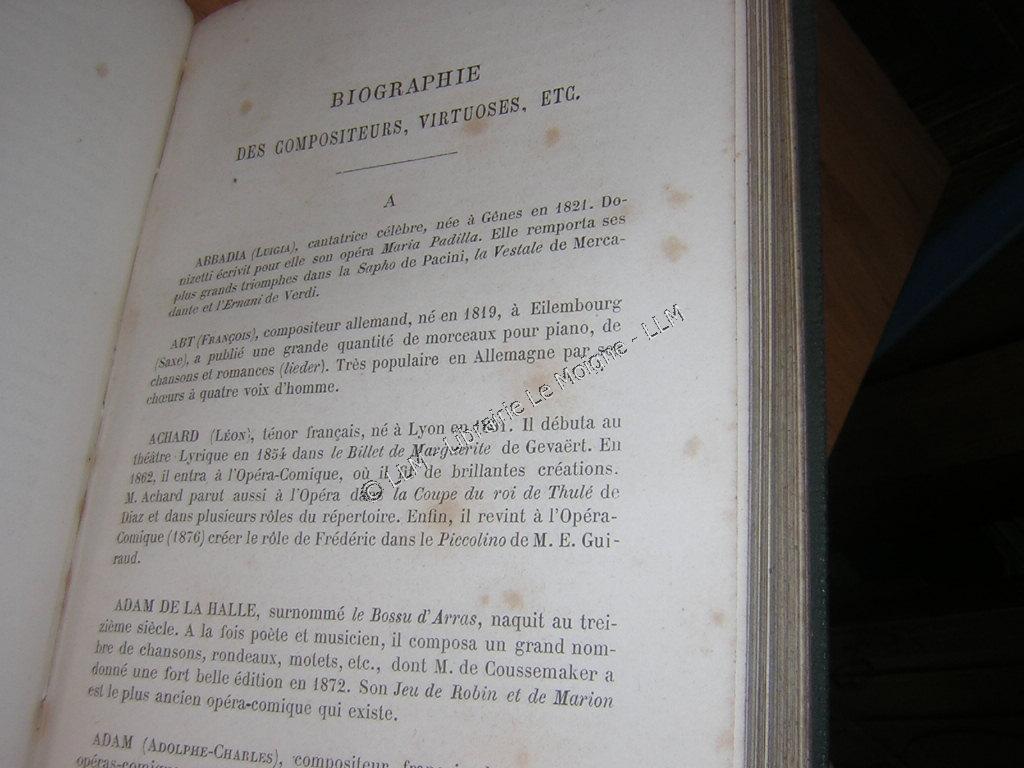 BIOGRAPHIE
DES COMPOSITEURS, VIRTUOSES, ETC.
A
ABBADIA (LUIGIA), cantatrice célèbre, née à Gênes en 1821. Do-
nizetti écrivit pour elle son opéra Maria Padilla. Elle remporta ses
plus grands triomphes dans la Sapho de Pacini, la Vestale de Merca-
dante et l'Ernani de Verdi.
ABT (FRANÇOIS), compositeur allemand, né en 1819, à Eilembourg
(Saxe), a publié une grande quantité de morceaux pour piano, de
chansons et romances (lieder). Très populaire en Allemagne par ses
chœurs à quatre voix d'homme.
ACHARD (LÉON), ténor français, né à Lyon en Il débuta au
théâtre Lyrique en 1854 dans le Billet de Marguerite de Gevaërt. En
1862, il entra à l'Opéra-Comique, où il fit de brillantes créations.
M. Achard parut aussi à l'Opéra dans la Coupe du roi de Thulé de
Diaz et dans plusieurs rôles du répertoire. Enfin, il revint à l'Opéra-
Comique (1876) créer le rôle de Frédéric dans le Piccolino de M. E. Gui-
raud.
ADAM DE LA HALLE, surnommé le Bossu d'Arras, naquit au trei-
zième siècle. A la fois poète et musicien, il composa un grand nom-
bre de chansons, rondeaux, motets, etc., dont M. de Coussemaker a
donné une fort belle édition en 1872. Son Jeu de Robin et de Marion
est le plus ancien opéra-comique qui existe.
ADAM (ADOLPHE-CHARLES), compositeur
© LLM - Librairie Le Moigne - LLM